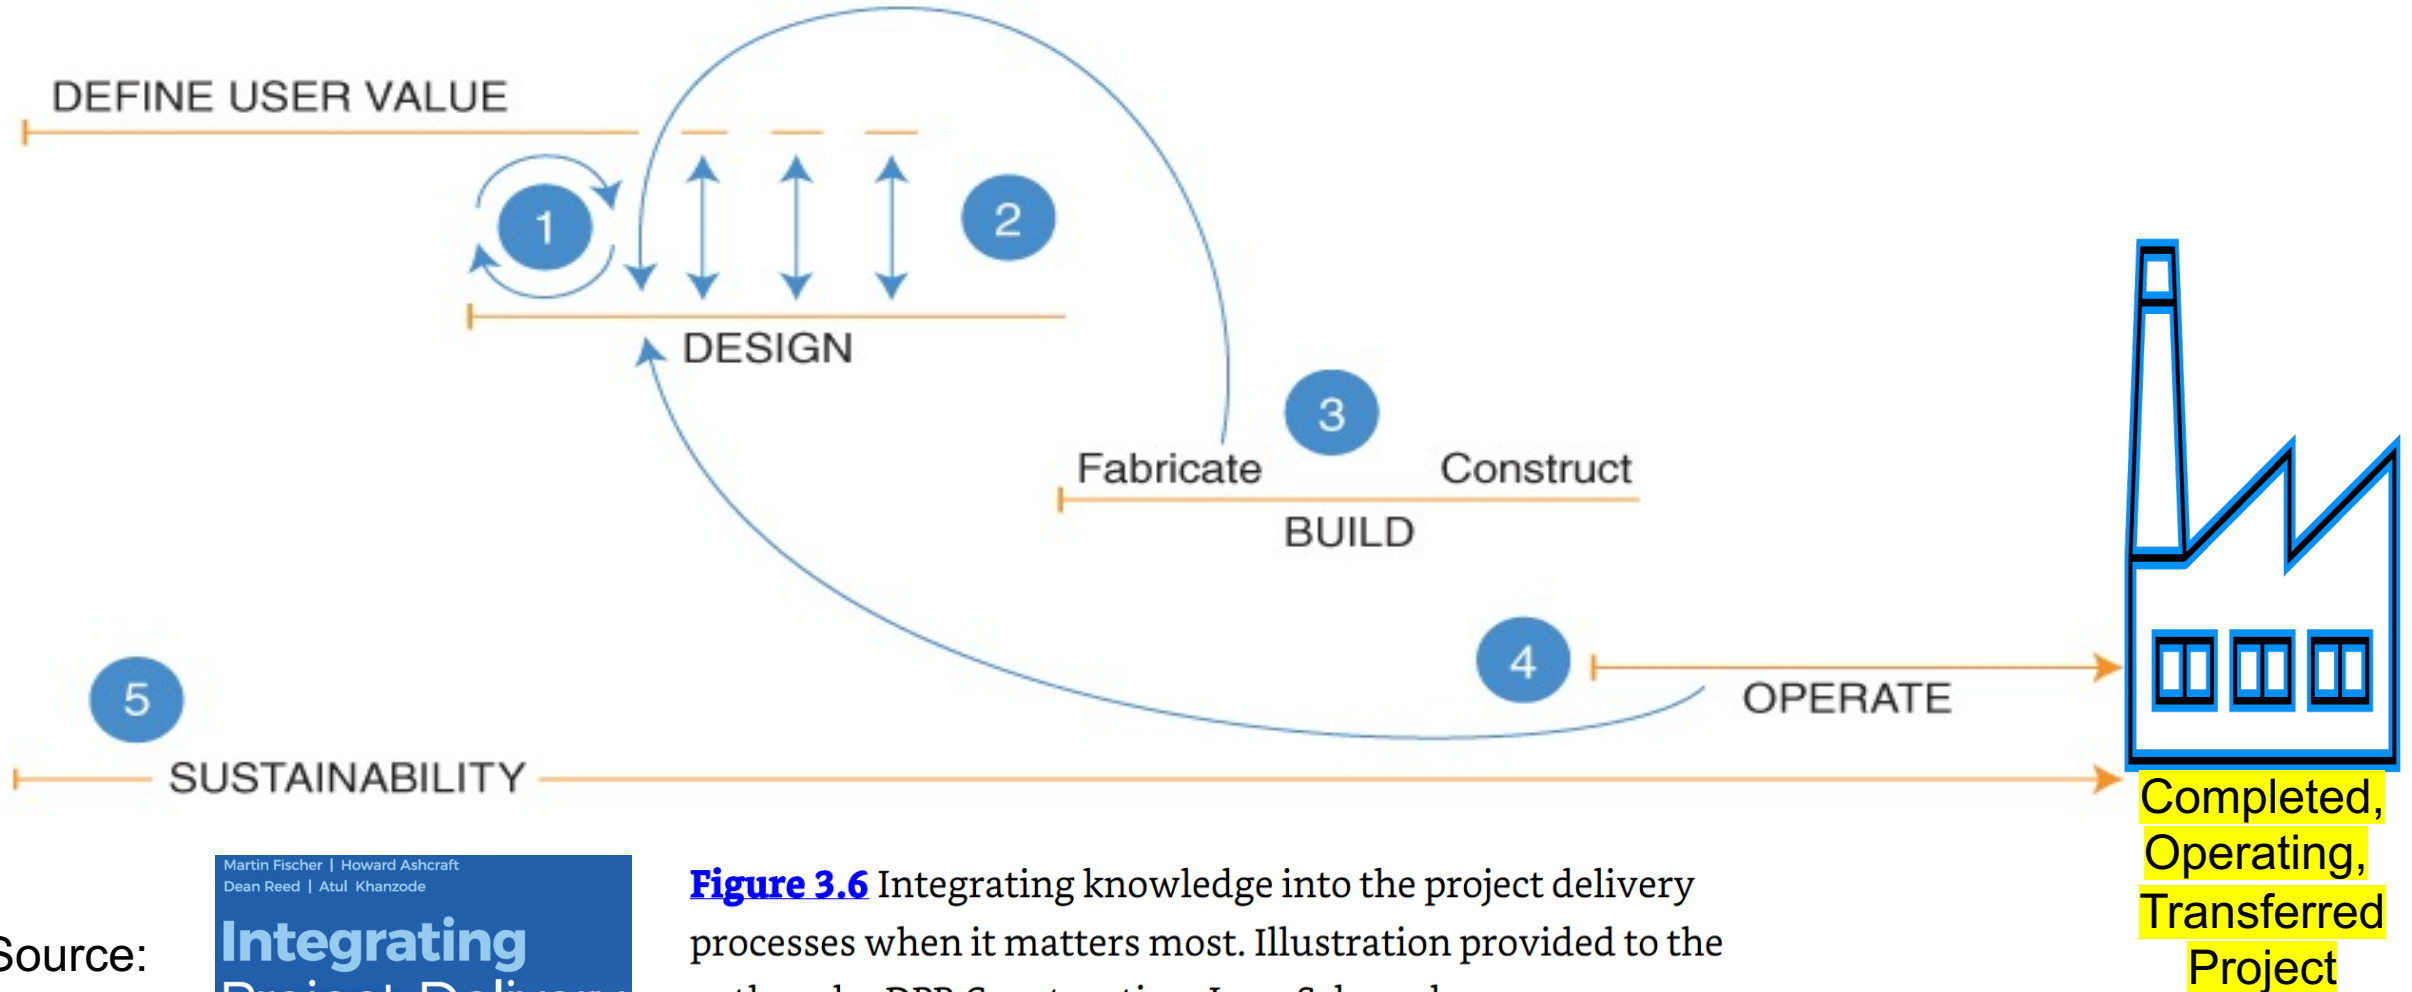 DEFINE USER VALUE
1
2
DESIGN
3
Fabricate Construct
BUILD
4
OPERATE
5
SUSTAINABILITY
Completed,
Operating,
Transferred
Project
Source:
Martin Fischer | Howard Ashcraft
Dean Reed | Atul Khanzode
Integrating
Project Delivery
Figure 3.6 Integrating knowledge into the project delivery
processes when it matters most. Illustration provided to the